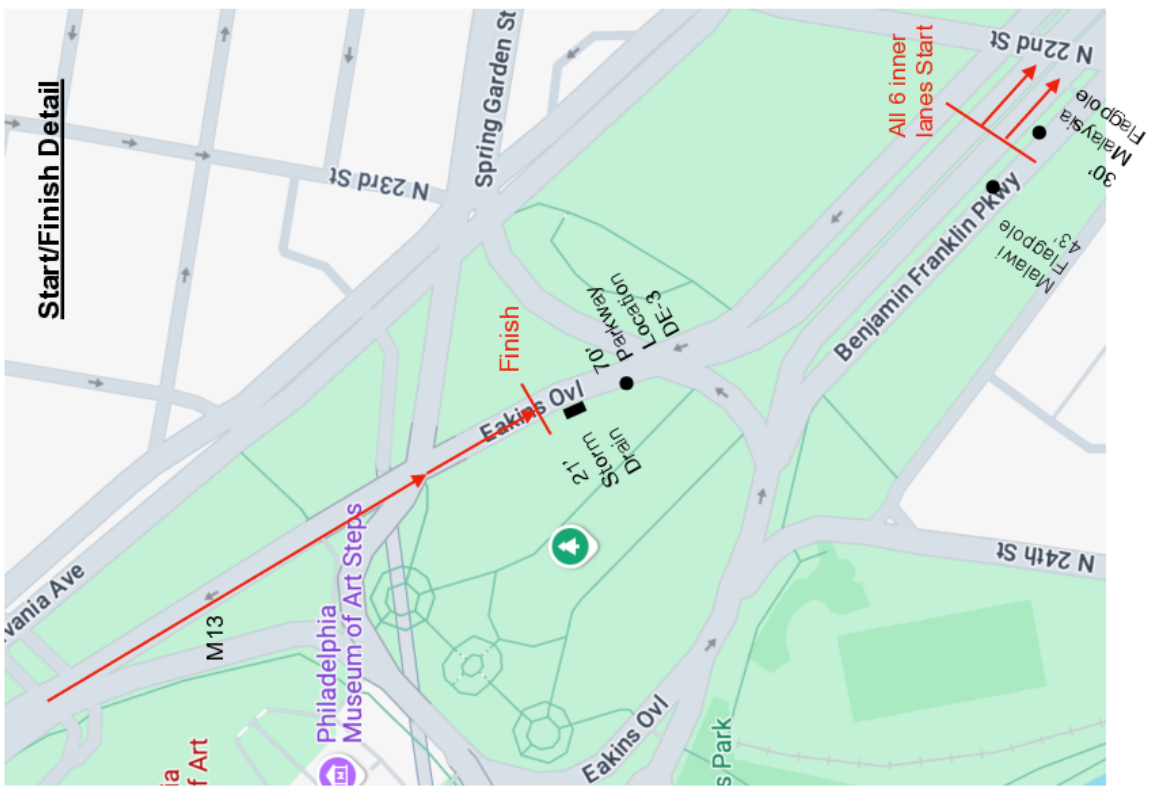 Start/Finish Detail
N 22nd St
All 6 inner
lanes Start
Spring Garden St
N 23rd St
30'
Malaysia
Flagpole
Malawi
Flagpole
43'
Benjamin Franklin Pkwy
70'
Parkway
Location
DE-3
Finish
Eakins Ovl
21'
Storm
Drain
vania Ave
M13
Philadelphia
Museum of Art Steps
N 24th St
Eakins Ovl
ia
f Art
s Park